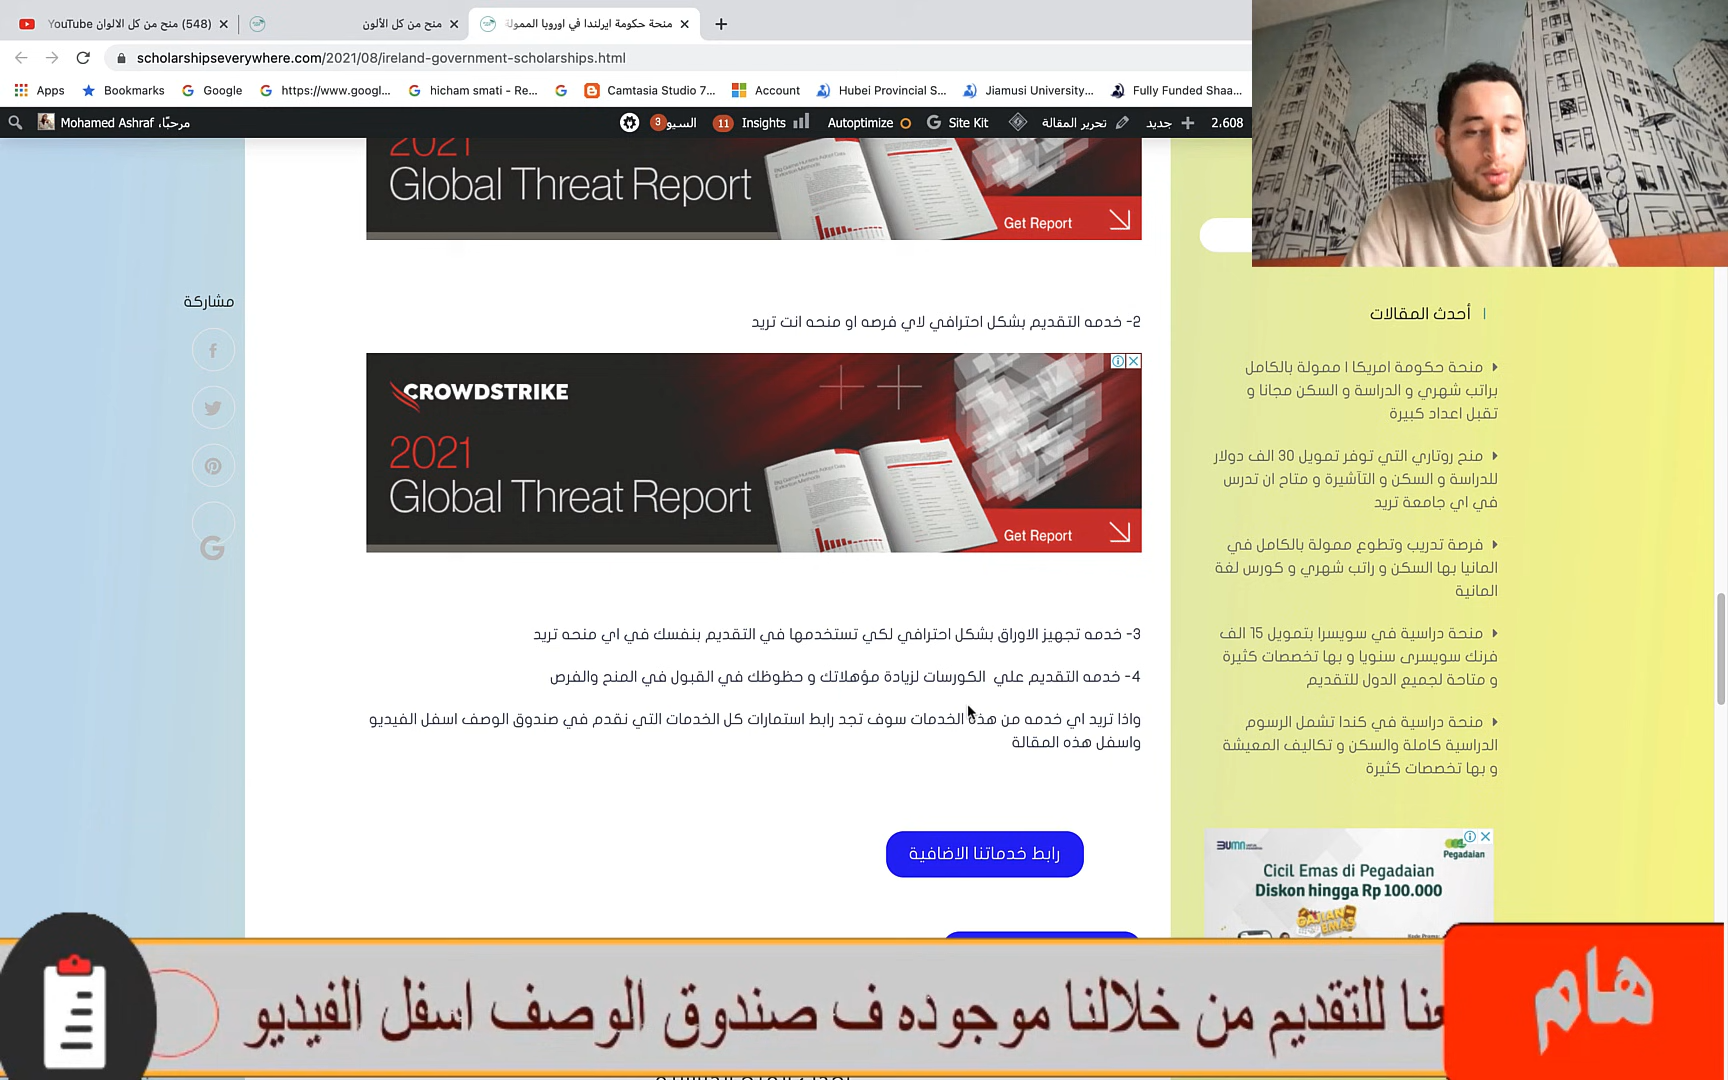 (548) منح من كل الالوان YouTube
منح من كل الألون
منحة حكومة ايرلندا في اوروبا الممولة
scholarshipseverywhere.com/2021/08/ireland-government-scholarships.html
Apps
Bookmarks
Google
https://www.googl...
hicham smati - Re...
Camtasia Studio 7...
Account
Hubei Provincial S...
Jiamusi University...
Fully Funded Shaa...
مرحبًا، Mohamed Ashraf
السيو 3
11 Insights
Autoptimize
Site Kit
تحرير المقالة
جديد
2.608
2021
Global Threat Report
Get Report
مشاركة
2- خدمه التقديم بشكل احترافي لاي فرصه او منحه انت تريد
CROWDSTRIKE
2021
Global Threat Report
Get Report
3- خدمه تجهيز الاوراق بشكل احترافي لكي تستخدمها في التقديم بنفسك في اي منحه تريد
4- خدمه التقديم علي الكورسات لزيادة مؤهلاتك و حظوظك في القبول في المنح والفرص
واذا تريد اي خدمه من هذه الخدمات سوف تجد رابط استمارات كل الخدمات التي نقدم في صندوق الوصف اسفل الفيديو
واسفل هذه المقالة
رابط خدماتنا الاضافية
أحدث المقالات
منحة حكومة امريكا ا ممولة بالكامل
براتب شهري و الدراسة و السكن مجانا و
تقبل اعداد كبيرة
منح روتاري التي توفر تمويل 30 الف دولار
للدراسة و السكن و التآشيرة و متاح ان تدرس
في اي جامعة تريد
فرصة تدريب وتطوع ممولة بالكامل في
المانيا بها السكن و راتب شهري و كورس لغة
المانية
منحة دراسية في سويسرا بتمويل 15 الف
فرنك سويسرى سنويا و بها تخصصات كثيرة
و متاحة لجميع الدول للتقديم
منحة دراسية في كندا تشمل الرسوم
الدراسية كاملة والسكن و تكاليف المعيشة
و بها تخصصات كثيرة
BUMN
Pegadaian
Cicil Emas di Pegadaian
Diskon hingga Rp 100.000
GAJIAN
EMAS
هام
عنا للتقديم من خلالنا موجوده ف صندوق الوصف اسفل الفيديو